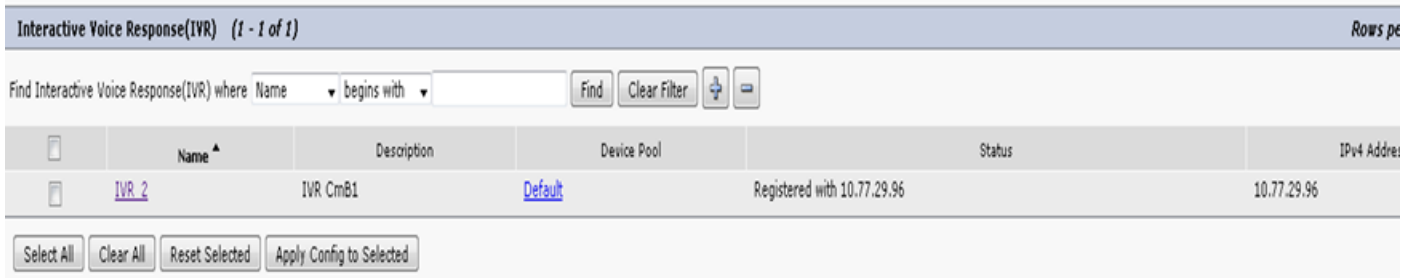 Interactive Voice Response(IVR) (1 - 1 of 1) Rows pe
Find Interactive Voice Response(IVR) where Name begins with Find Clear Filter
Name Description Device Pool Status IPv4 Addres
IVR_2 IVR CmB1 Default Registered with 10.77.29.96 10.77.29.96
Select All Clear All Reset Selected Apply Config to Selected